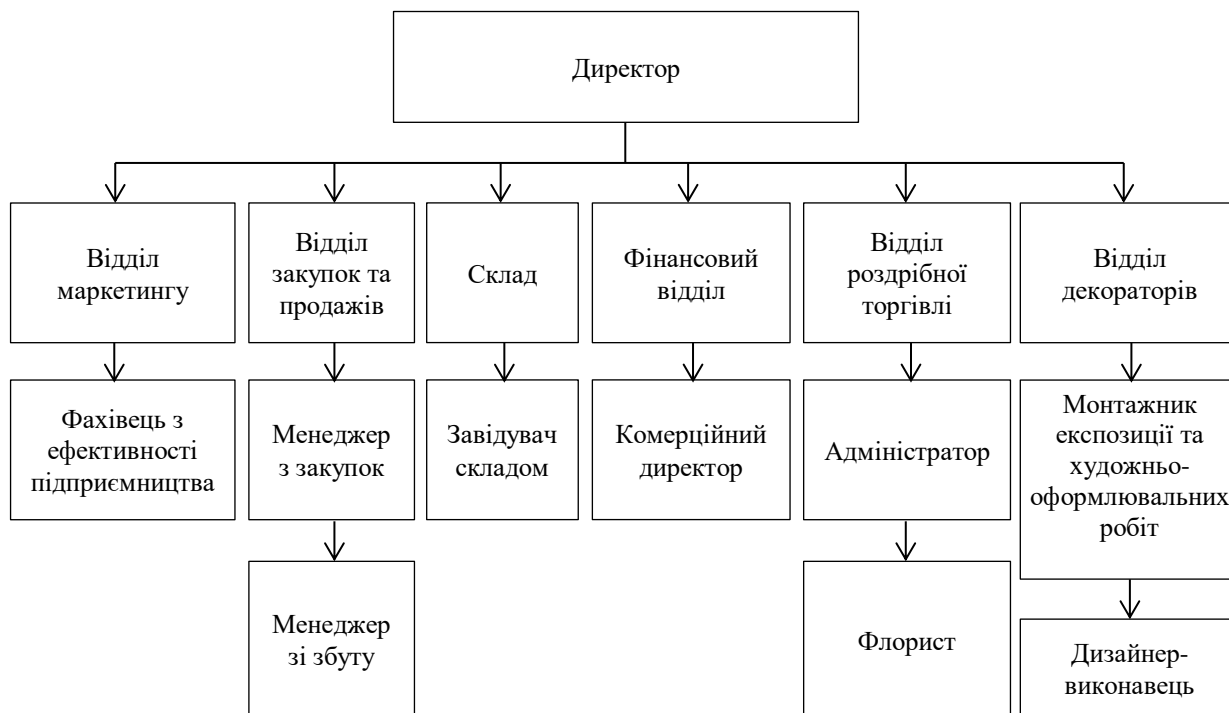 Директор
Відділ
маркетингу
Відділ
закупок та
продажів
Склад
Фінансовий
відділ
Відділ
роздрібної
торгівлі
Відділ
декораторів
Фахівець з
ефективності
підприємництва
Менеджер
з закупок
Завідувач
складом
Комерційний
директор
Адміністратор
Монтажник
експозиції та
художньо-
оформлювальних
робіт
Менеджер
зі збуту
Флорист
Дизайнер-
виконавець